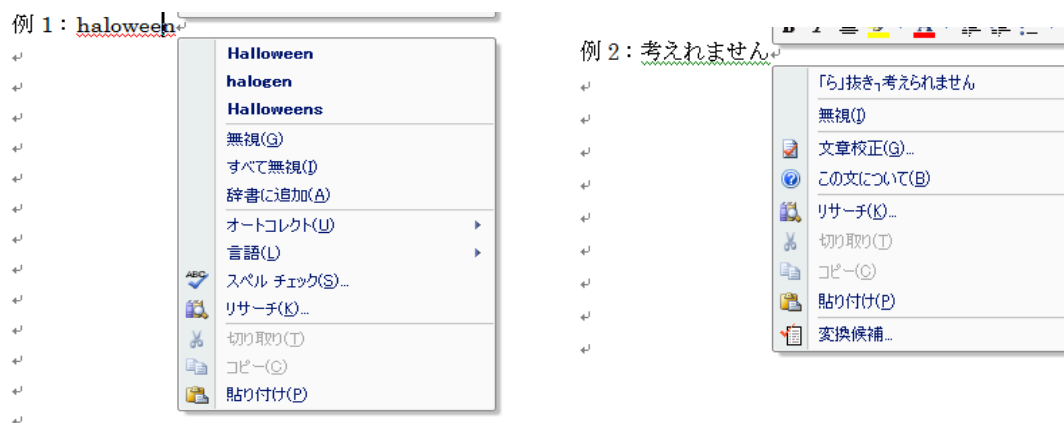 例 1：haloween
Halloween
halogen
Halloweens
無視(G)
すべて無視(I)
辞書に追加(A)
オートコレクト(U)
言語(L)
スペル チェック(S)...
リサーチ(K)...
切り取り(T)
コピー(C)
貼り付け(P)
例 2：考えれません
「ら」抜き→考えられません
無視(I)
文章校正(G)...
この文について(B)
リサーチ(K)...
切り取り(T)
コピー(C)
貼り付け(P)
変換候補...